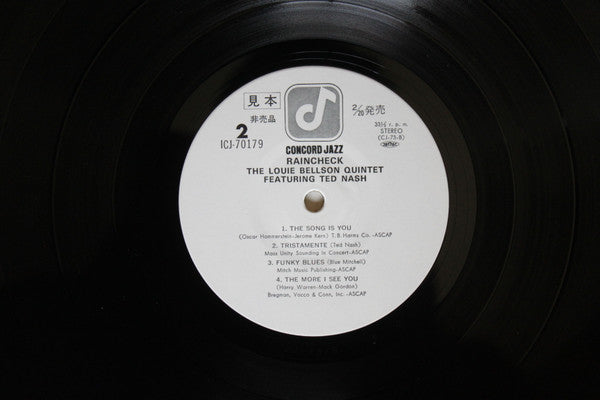 見本
非売品
2
ICJ-70179
2/20 発売
33⅓ r. p. m.
STEREO
(CJ-73-B)
CONCORD JAZZ
RAINCHECK
THE LOUIE BELLSON QUINTET
FEATURING TED NASH
1. THE SONG IS YOU
(Oscar Hammerstein-Jerome Kern) T. B. Harms Co. -ASCAP
2. TRISTAMENTE (Ted Nash)
Mass Unity Sounding In Concert-ASCAP
3. FUNKY BLUES (Blue Mitchell)
Mitch Music Publishing-ASCAP
4. THE MORE I SEE YOU
(Harry Warren-Mack Gordon)
Bregman, Vocco & Conn, Inc. -ASCAP